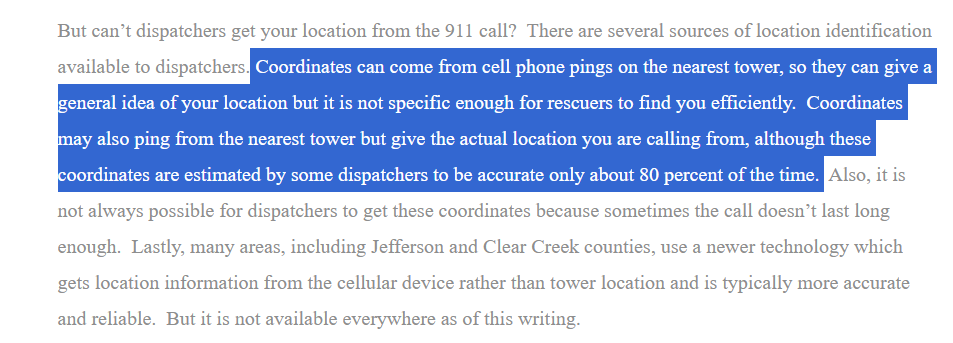 But can’t dispatchers get your location from the 911 call?  There are several sources of location identification
available to dispatchers.  Coordinates can come from cell phone pings on the nearest tower, so they can give a
general idea of your location but it is not specific enough for rescuers to find you efficiently.  Coordinates
may also ping from the nearest tower but give the actual location you are calling from, although these
coordinates are estimated by some dispatchers to be accurate only about 80 percent of the time.  Also, it is
not always possible for dispatchers to get these coordinates because sometimes the call doesn’t last long
enough.  Lastly, many areas, including Jefferson and Clear Creek counties, use a newer technology which
gets location information from the cellular device rather than tower location and is typically more accurate
and reliable.  But it is not available everywhere as of this writing.